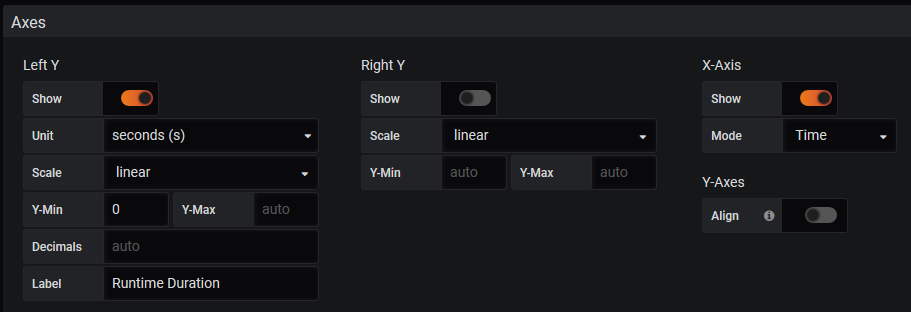 Axes
Left Y
Show
Unit seconds (s)
Scale linear
Y-Min 0 Y-Max auto
Decimals auto
Label Runtime Duration
Right Y
Show
Scale linear
Y-Min auto Y-Max auto
X-Axis
Show
Mode Time
Y-Axes
Align